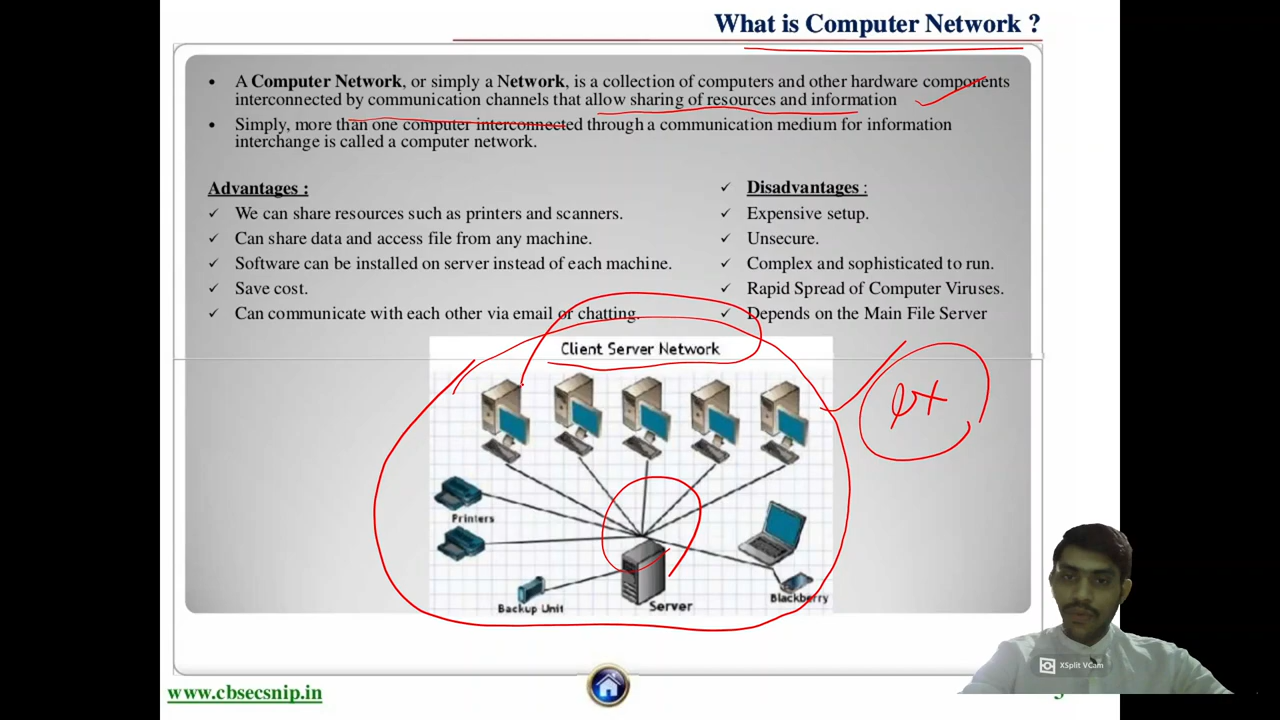 What is Computer Network ?
• A Computer Network, or simply a Network, is a collection of computers and other hardware components
interconnected by communication channels that allow sharing of resources and information
• Simply, more than one computer interconnected through a communication medium for information
interchange is called a computer network.
Advantages :
✓ We can share resources such as printers and scanners.
✓ Can share data and access file from any machine.
✓ Software can be installed on server instead of each machine.
✓ Save cost.
✓ Can communicate with each other via email or chatting.
✓ Disadvantages :
✓ Expensive setup.
✓ Unsecure.
✓ Complex and sophisticated to run.
✓ Rapid Spread of Computer Viruses.
✓ Depends on the Main File Server
Client Server Network
ex
Printers
Backup Unit
Server
Blackberry
XSplit VCam
www.cbsecsnip.in